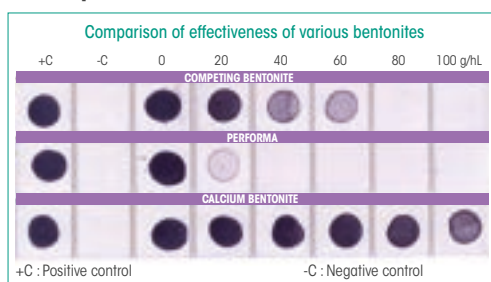 Comparison of effectiveness of various bentonites
+C -C 0 20 40 60 80 100 g/hL
COMPETING BENTONITE
PERFORMA
CALCIUM BENTONITE
+C : Positive control -C : Negative control